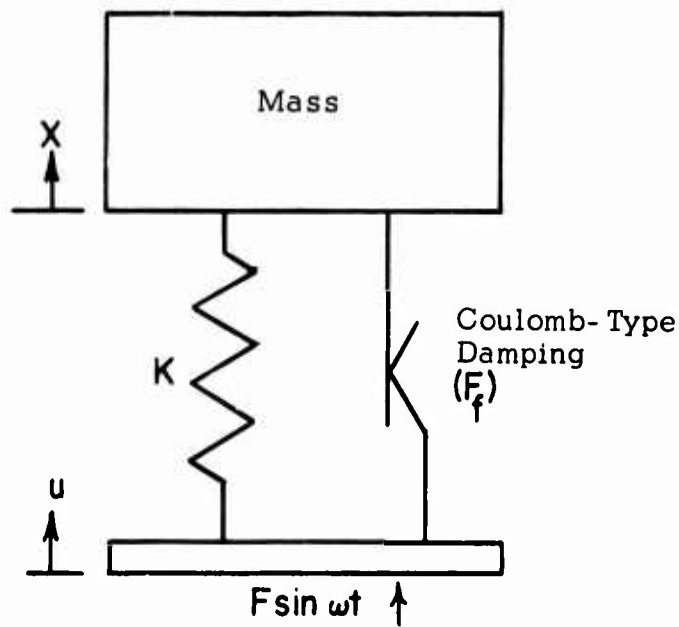 Mass
X
Coulomb-Type
Damping
(F_f)
K
u
F sin ωt